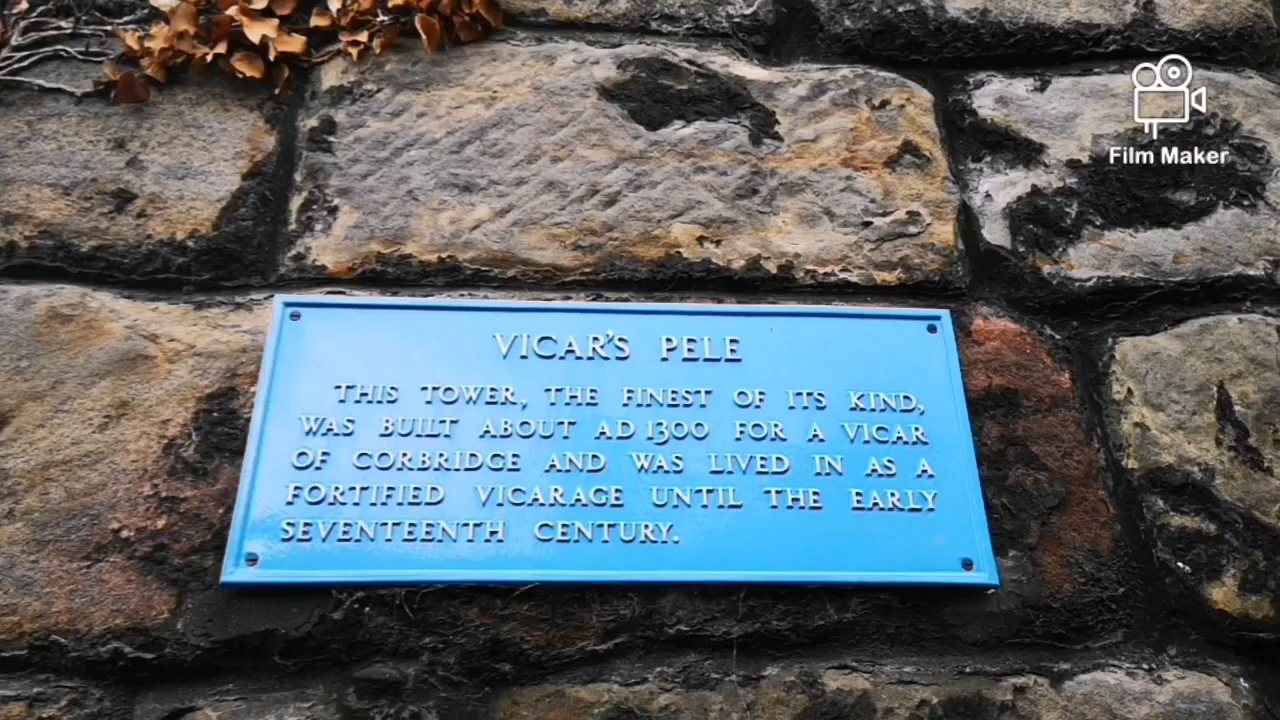 Film Maker
VICAR'S PELE
THIS TOWER, THE FINEST OF ITS KIND,
WAS BUILT ABOUT AD 1300 FOR A VICAR
OF CORBRIDGE AND WAS LIVED IN AS A
FORTIFIED VICARAGE UNTIL THE EARLY
SEVENTEENTH CENTURY.